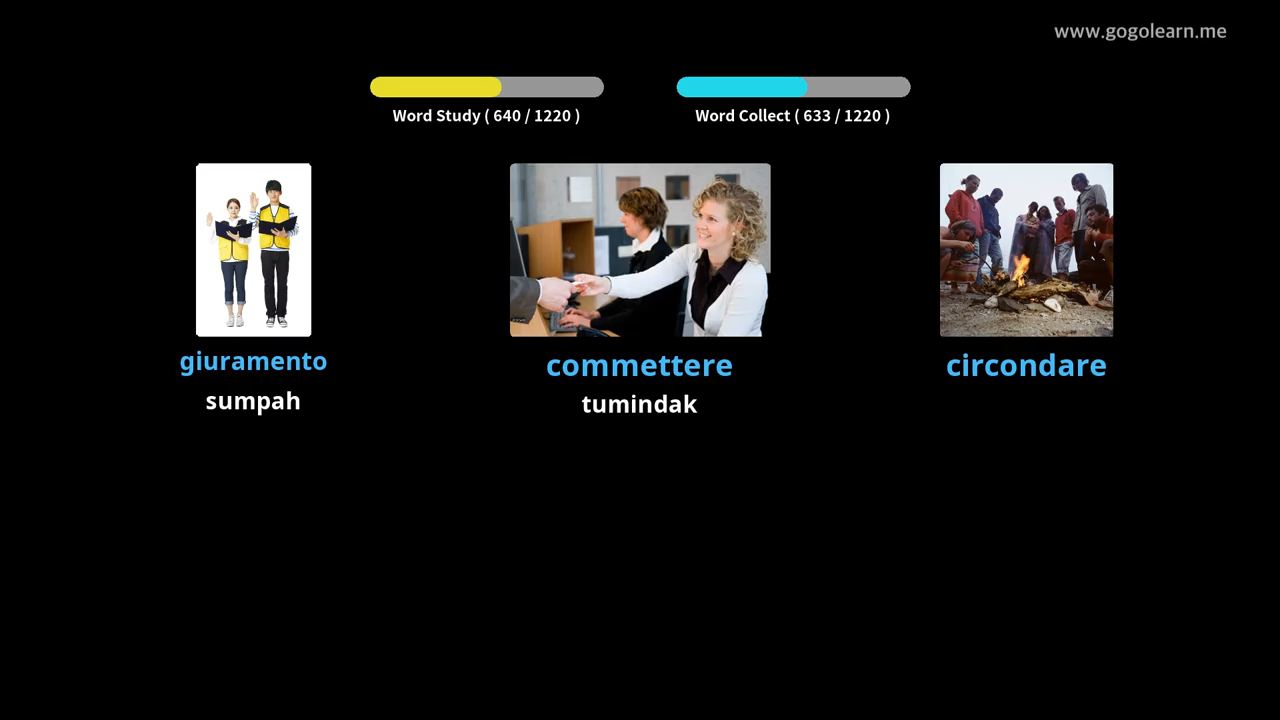 www.gogolearn.me
Word Study ( 640 / 1220 )
Word Collect ( 633 / 1220 )
giuramento
sumpah
commettere
tumindak
circondare